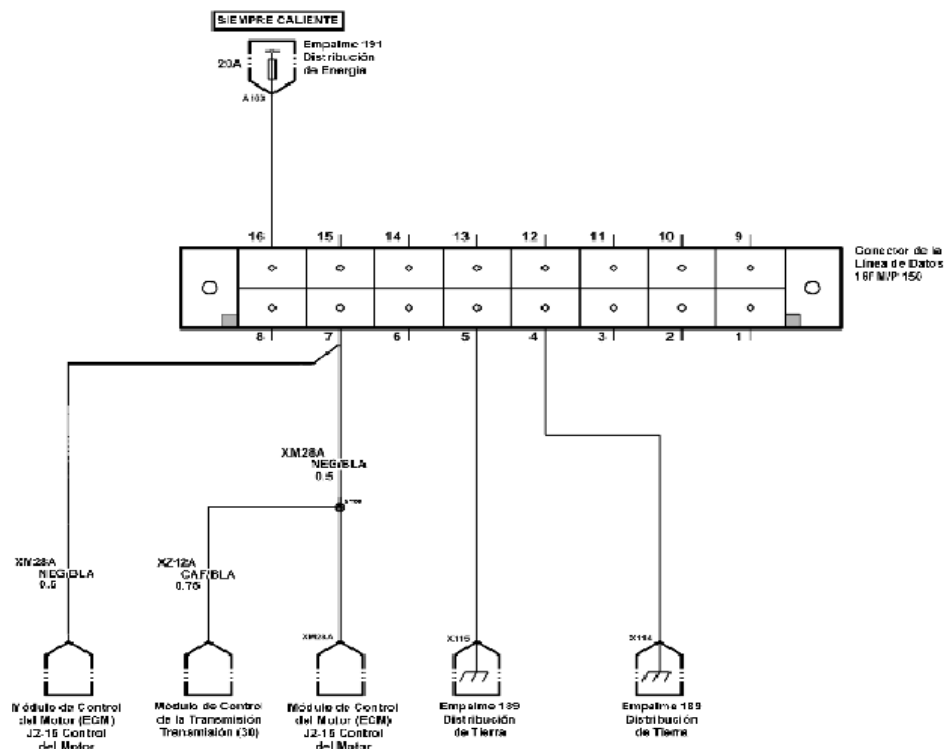 SIEMPRE CALIENTE
20A
Empalme 191
Distribución
de Energía
A103
16 15 14 13 12 11 10 9
Conector de la
Línea de Datos
16F M/P 150
8 7 6 5 4 3 2 1
XM28A
NEG/BLA
0.5
XM28A
NEG/BLA
0.5
XZ12A
CAF/BLA
0.75
XM28A
X115
X114
Módulo de Control
del Motor (ECM)
J2-15 Control
del Motor
Módulo de Control
de la Transmisión
Transmisión (30)
Módulo de Control
del Motor (ECM)
J2-15 Control
del Motor
Empalme 189
Distribución
de Tierra
Empalme 189
Distribución
de Tierra